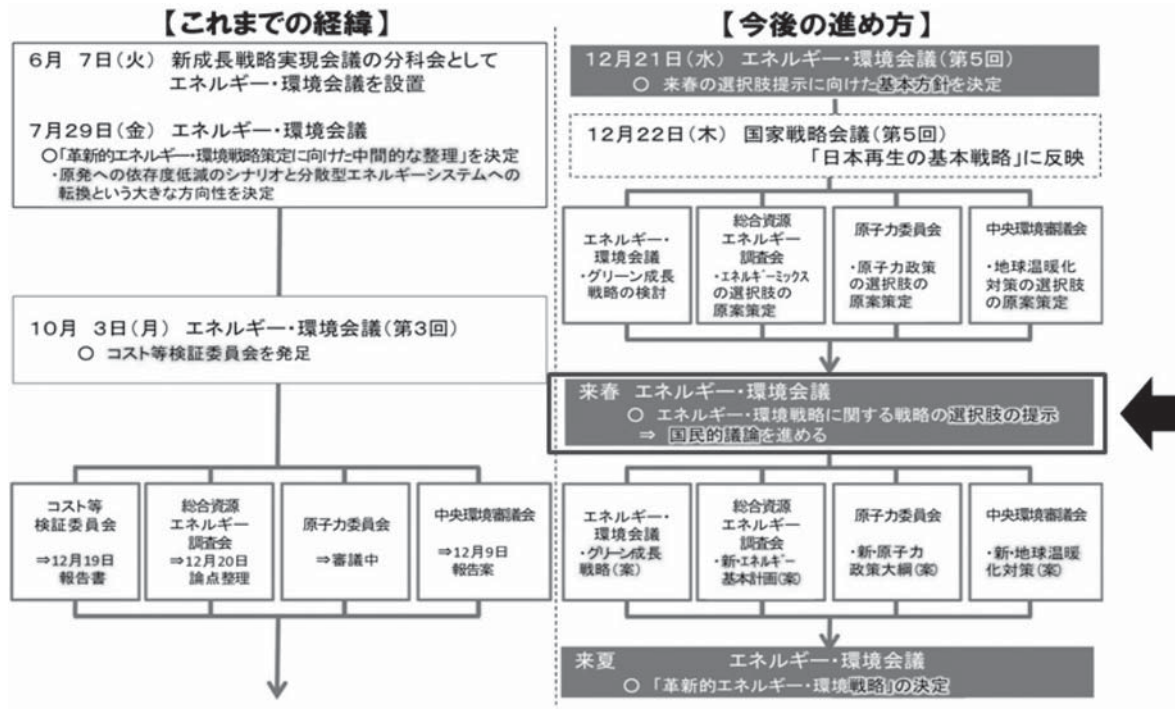 【これまでの経緯】
6月 7日(火) 新成長戦略実現会議の分科会として
エネルギー・環境会議を設置
7月29日(金) エネルギー・環境会議
○「革新的エネルギー・環境戦略策定に向けた中間的な整理」を決定
・原発への依存度低減のシナリオと分散型エネルギーシステムへの
転換という大きな方向性を決定
10月 3日(月) エネルギー・環境会議(第3回)
○ コスト等検証委員会を発足
コスト等
検証委員会
⇒12月19日
報告書
総合資源
エネルギー
調査会
⇒12月20日
論点整理
原子力委員会
⇒審議中
中央環境審議会
⇒12月9日
報告案
【今後の進め方】
12月21日(水) エネルギー・環境会議(第5回)
○ 来春の選択肢提示に向けた基本方針を決定
12月22日(木) 国家戦略会議(第5回)
「日本再生の基本戦略」に反映
エネルギー・
環境会議
・グリーン成長
戦略の検討
総合資源
エネルギー
調査会
・エネルギーミックス
の選択肢の
原案策定
原子力委員会
・原子力政策
の選択肢の
原案策定
中央環境審議会
・地球温暖化
対策の選択肢
の原案策定
来春 エネルギー・環境会議
○ エネルギー・環境戦略に関する戦略の選択肢の提示
⇒ 国民的議論を進める
エネルギー・
環境会議
・グリーン成長
戦略(案)
総合資源
エネルギー
調査会
・新・エネルギー
基本計画(案)
原子力委員会
・新・原子力
政策大綱(案)
中央環境審議会
・新・地球温暖
化対策(案)
来夏 エネルギー・環境会議
○ 「革新的エネルギー・環境戦略」の決定